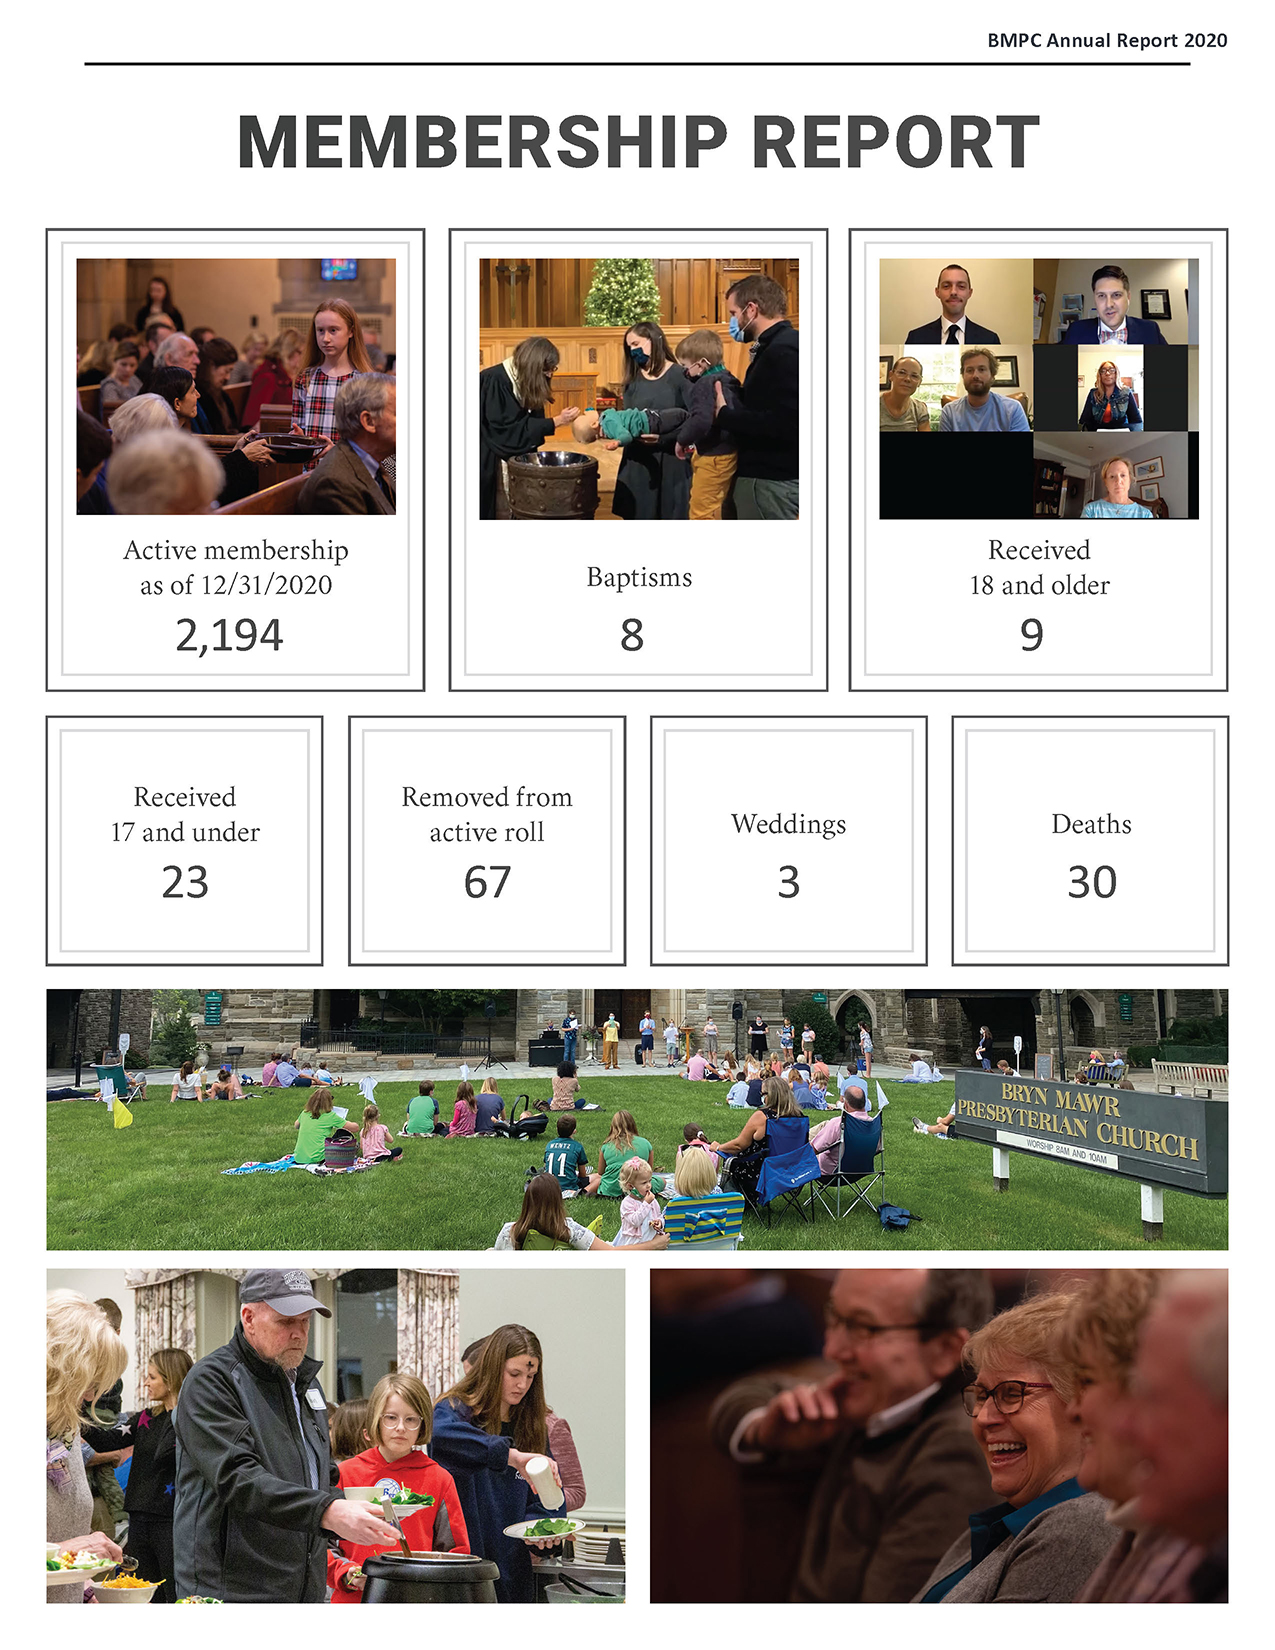 BMPC Annual Report 2020
MEMBERSHIP REPORT
Active membership
as of 12/31/2020
2,194
Baptisms
8
Received
18 and older
9
Received
17 and under
23
Removed from
active roll
67
Weddings
3
Deaths
30
BRYN MAWR
PRESBYTERIAN CHURCH
WORSHIP 8AM AND 10AM
WENTZ
11